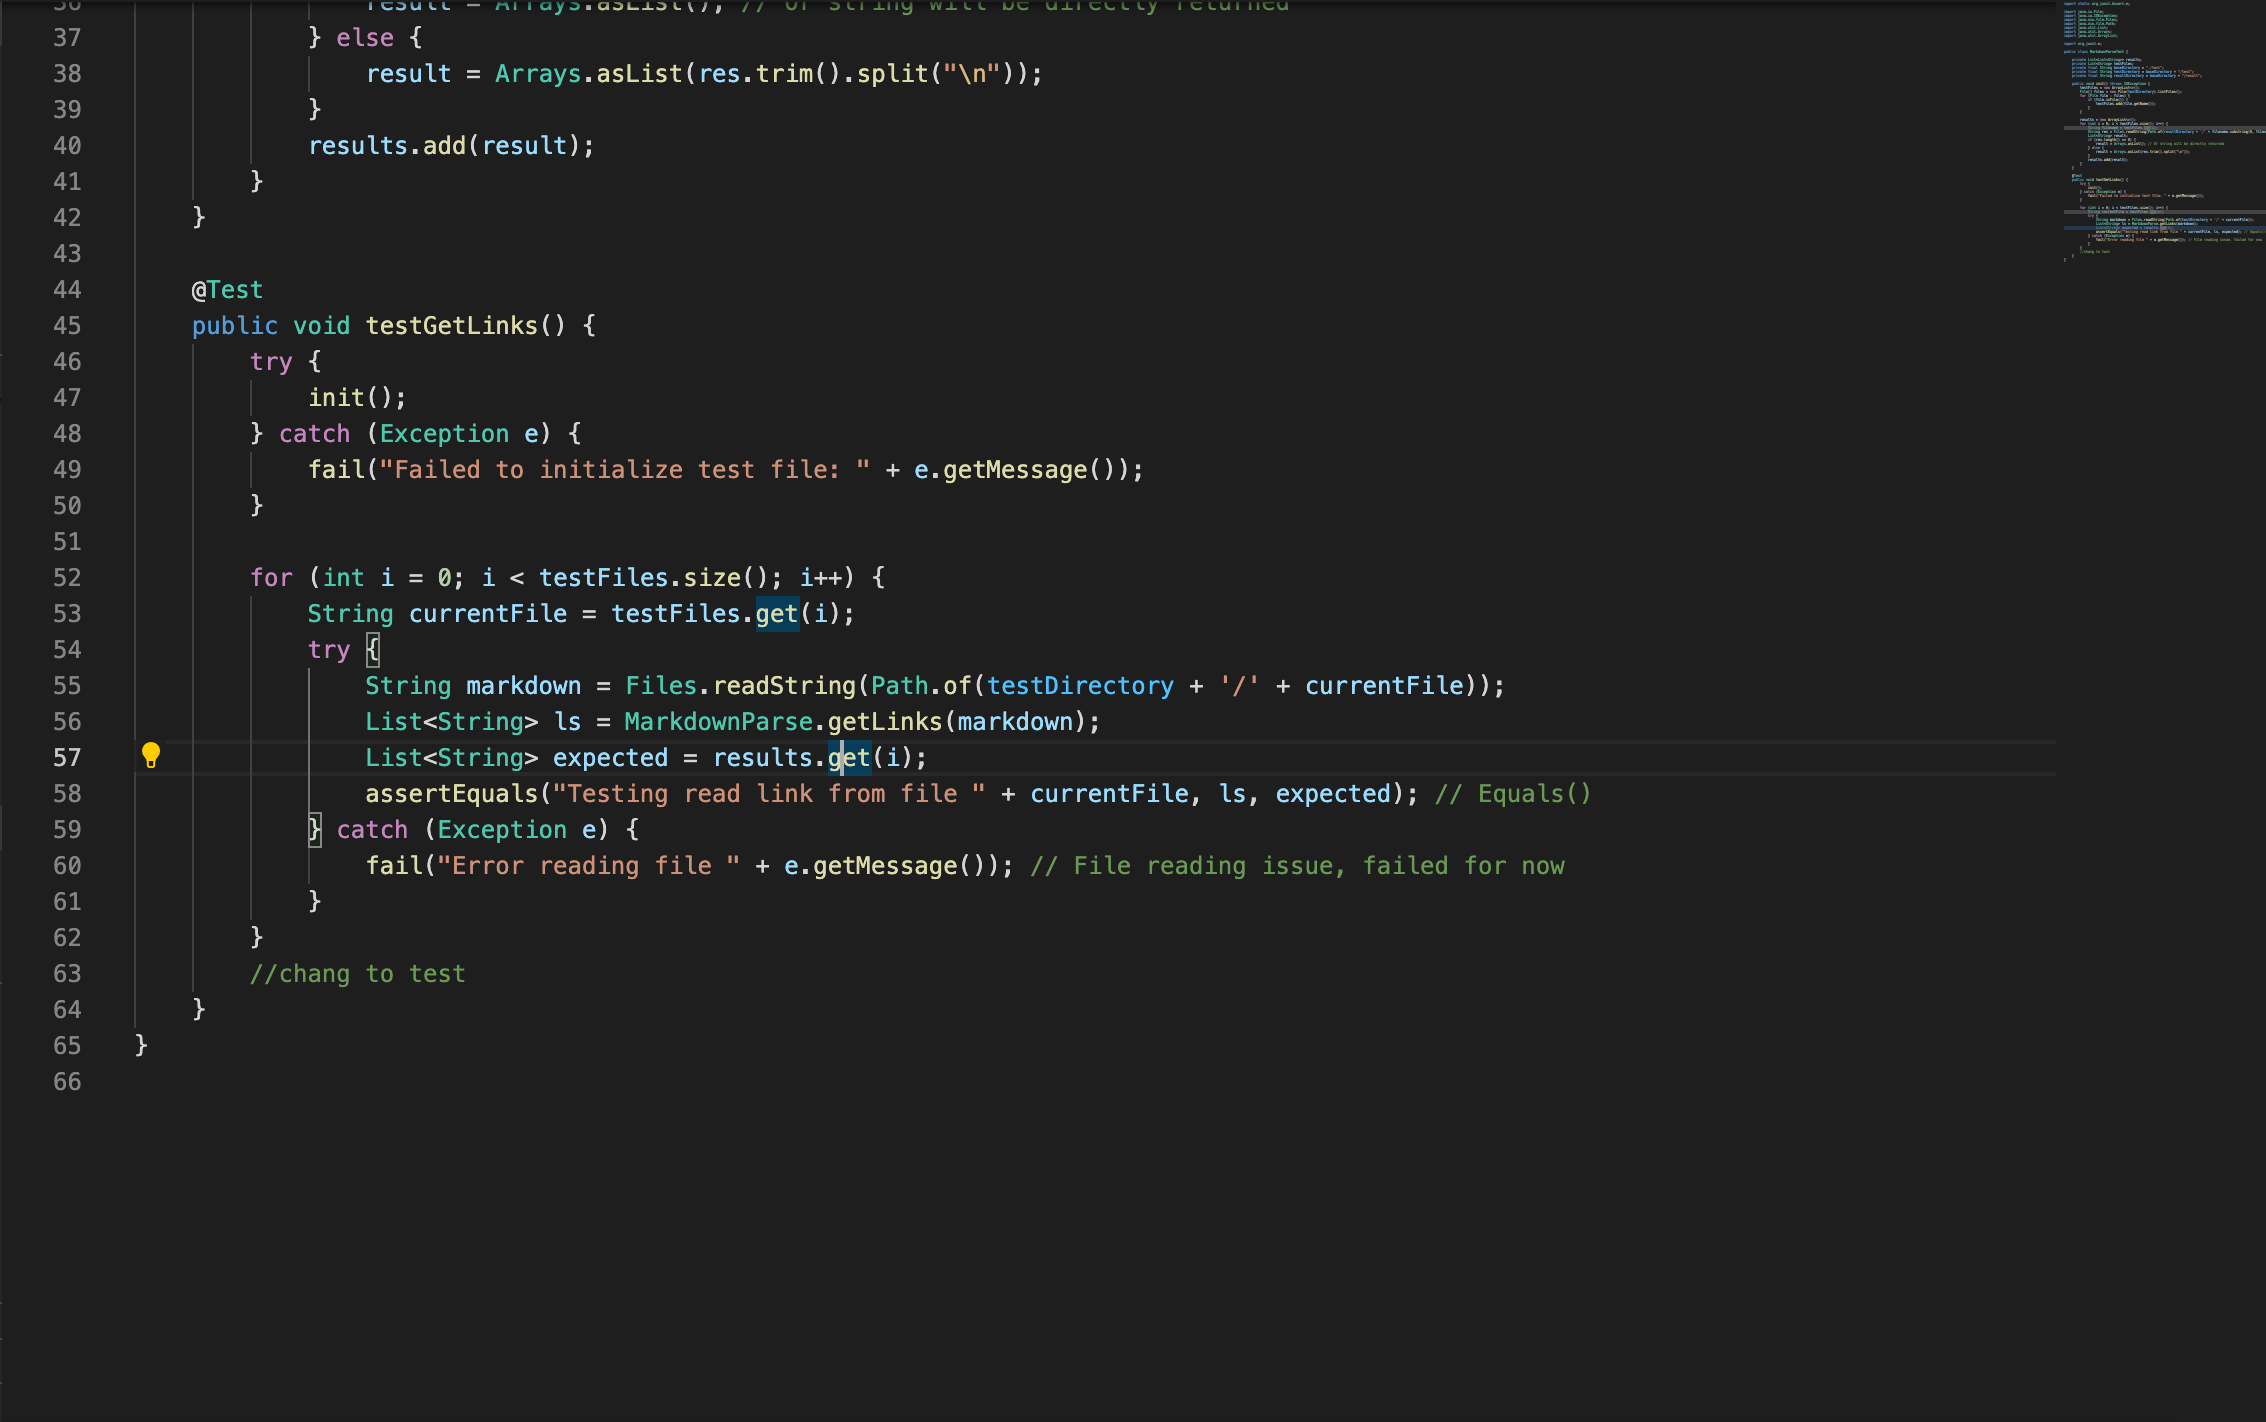 36 result = Arrays.asList(); // Or string will be directly returned
37 } else {
38 result = Arrays.asList(res.trim().split("\n"));
39 }
40 results.add(result);
41 }
42 }
43
44 @Test
45 public void testGetLinks() {
46 try {
47 init();
48 } catch (Exception e) {
49 fail("Failed to initialize test file: " + e.getMessage());
50 }
51
52 for (int i = 0; i < testFiles.size(); i++) {
53 String currentFile = testFiles.get(i);
54 try {
55 String markdown = Files.readString(Path.of(testDirectory + '/' + currentFile));
56 List<String> ls = MarkdownParse.getLinks(markdown);
57 List<String> expected = results.get(i);
58 assertEquals("Testing read link from file " + currentFile, ls, expected); // Equals()
59 } catch (Exception e) {
60 fail("Error reading file " + e.getMessage()); // File reading issue, failed for now
61 }
62 }
63 //chang to test
64 }
65 }
66